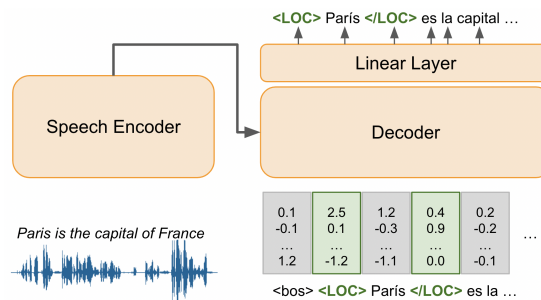 <LOC> París </LOC> es la capital …
Linear Layer
Speech Encoder
Decoder
Paris is the capital of France
0.1 2.5 1.2 0.4 0.2
-0.1 0.1 -0.3 0.9 -0.2
... ... ... ... ... ...
1.2 -1.2 -1.1 0.0 -0.1
<bos> <LOC> París </LOC> es la …